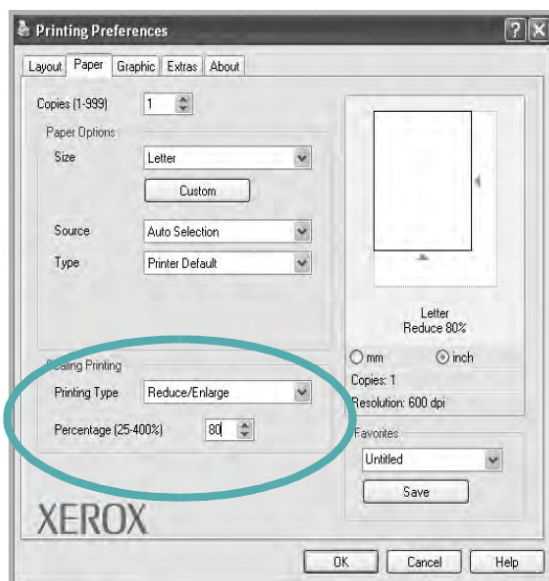 Printing Preferences
Layout Paper Graphic Extras About
Copies (1-999) 1
Paper Options
Size Letter
Custom
Source Auto Selection
Type Printer Default
Letter
Reduce 80%
mm inch
Copies: 1
Resolution: 600 dpi
Scaling Printing
Printing Type Reduce/Enlarge
Percentage (25-400%) 80
Favorites
Untitled
Save
XEROX
OK Cancel Help